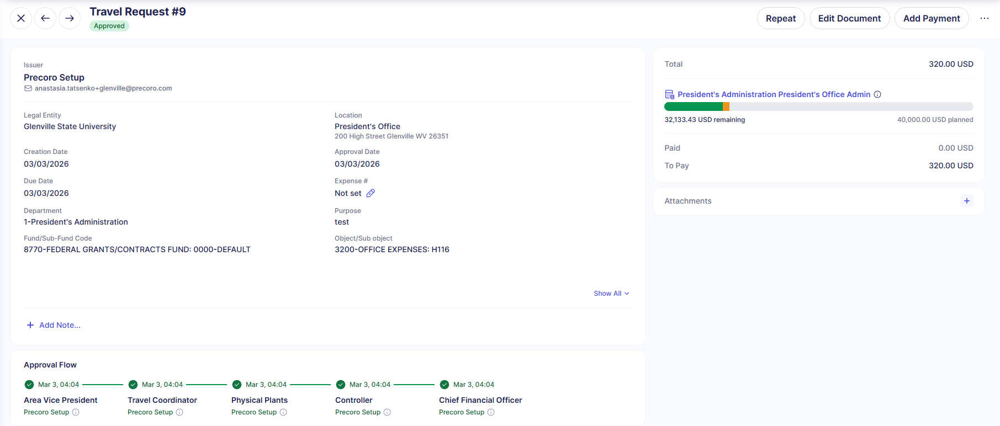 Travel Request #9
Approved
Repeat
Edit Document
Add Payment
Issuer
Precoro Setup
anastasia.tatsenko+glenville@precoro.com
Legal Entity
Glenville State University
Location
President's Office
200 High Street Glenville WV 26351
Creation Date
03/03/2026
Approval Date
03/03/2026
Due Date
03/03/2026
Expense #
Not set
Department
1-President's Administration
Purpose
test
Fund/Sub-Fund Code
8770-FEDERAL GRANTS/CONTRACTS FUND: 0000-DEFAULT
Object/Sub object
3200-OFFICE EXPENSES: H116
Show All
+ Add Note...
Total 320.00 USD
President's Administration President's Office Admin
32,133.43 USD remaining 40,000.00 USD planned
Paid 0.00 USD
To Pay 320.00 USD
Attachments +
Approval Flow
Mar 3, 04:04
Area Vice President
Precoro Setup
Mar 3, 04:04
Travel Coordinator
Precoro Setup
Mar 3, 04:04
Physical Plants
Precoro Setup
Mar 3, 04:04
Controller
Precoro Setup
Mar 3, 04:04
Chief Financial Officer
Precoro Setup